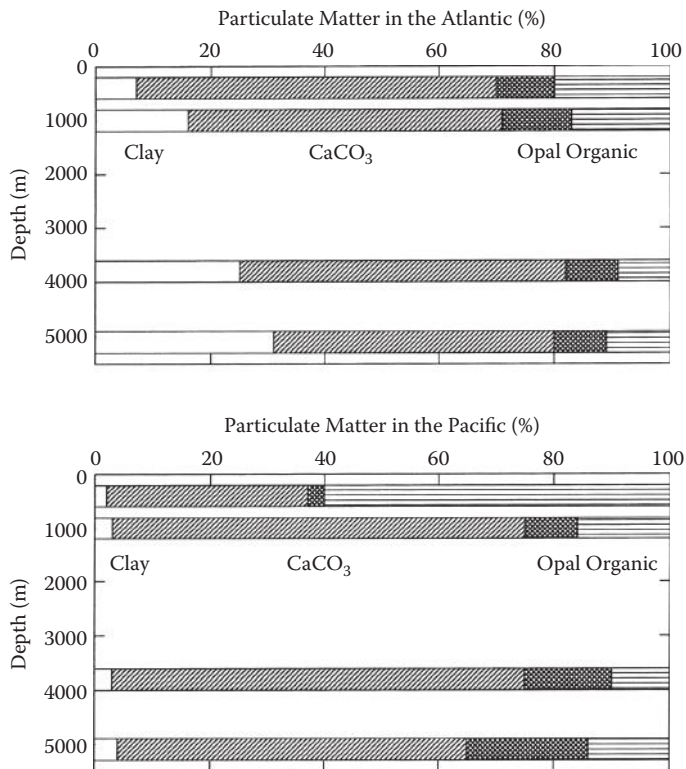 Particulate Matter in the Atlantic (%)
0 20 40 60 80 100
0
1000
Clay CaCO₃ Opal Organic
2000
Depth (m)
3000
4000
5000
Particulate Matter in the Pacific (%)
0 20 40 60 80 100
0
1000
Clay CaCO₃ Opal Organic
2000
Depth (m)
3000
4000
5000